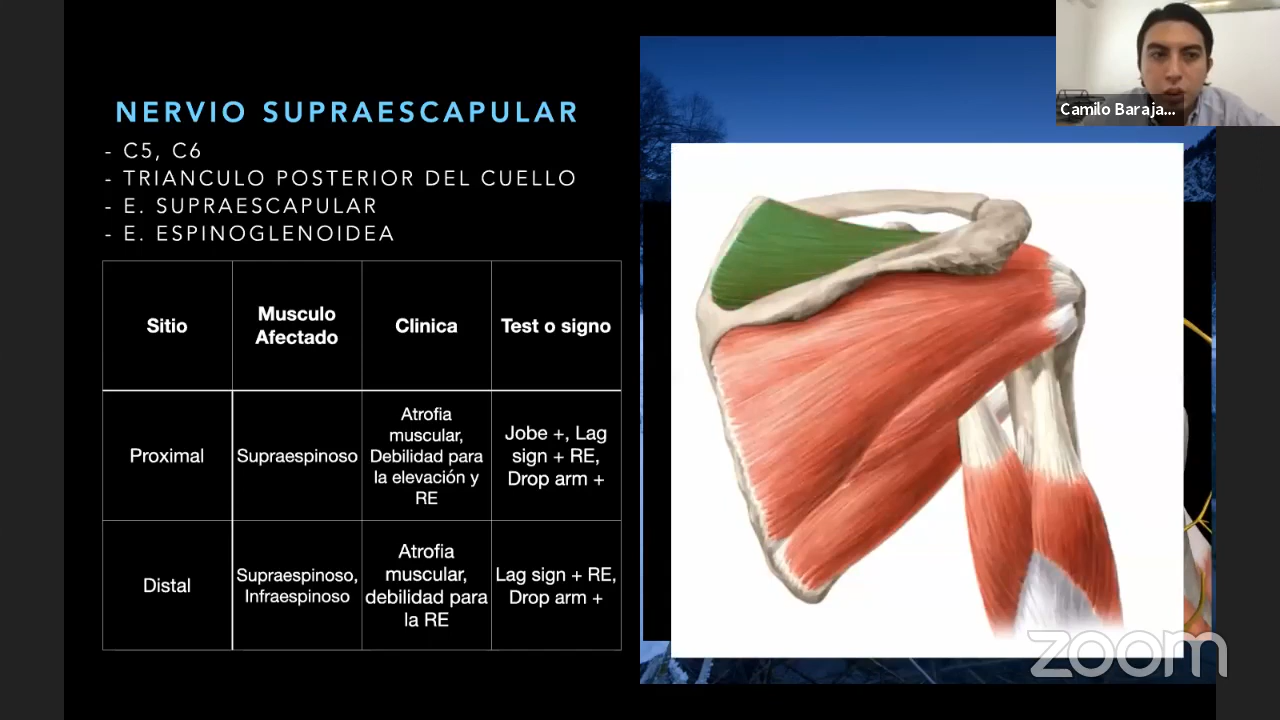 NERVIO SUPRAESCAPULAR
- C5, C6
- TRIANCULO POSTERIOR DEL CUELLO
- E. SUPRAESCAPULAR
- E. ESPINOGLENOIDEA
Sitio
Musculo
Afectado
Clinica
Test o signo
Proximal
Supraespinoso
Atrofia
muscular,
Debilidad para
la elevación y
RE
Jobe +, Lag
sign + RE,
Drop arm +
Distal
Supraespinoso,
Infraespinoso
Atrofia
muscular,
debilidad para
la RE
Lag sign + RE,
Drop arm +
Camilo Baraja...
zoom